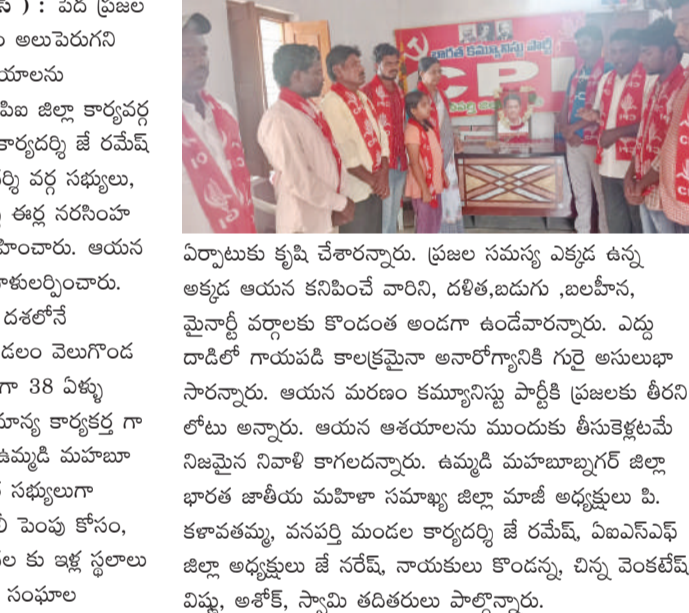 ) : పేద ప్రజల
అలుపెరుగని
పిఐ జిల్లా కార్యవర్గ
కార్యదర్శి జే రమేష్
వర్గ సభ్యులు,
ఈర్ల నరసింహ
ఆయన
దశలోనే
వెలుగొండ
గా 38 ఏళ్ళు
కార్యకర్త గా
ఉమ్మడి మహబూ
సభ్యులుగా
పెంపు కోసం,
కు ఇళ్ల స్థలాలు
సంఘాల
భారత కమ్యూనిస్టు పార్టీ
CPI
ఏర్పాటుకు కృషి చేశారన్నారు. ప్రజల సమస్య ఎక్కడ ఉన్న
అక్కడ ఆయన కనిపించే వారిని, దళిత,బడుగు ,బలహీన,
మైనార్టీ వర్గాలకు కొండంత అండగా ఉండేవారన్నారు. ఎద్దు
దాడిలో గాయపడి కాలక్రమైనా అనారోగ్యానికి గురై అసులుభా
సారన్నారు. ఆయన మరణం కమ్యూనిస్టు పార్టీకి ప్రజలకు తీరని
లోటు అన్నారు. ఆయన ఆశయాలను ముందుకు తీసుకెళ్లటమే
నిజమైన నివాళి కాగలదన్నారు. ఉమ్మడి మహబూబ్నగర్ జిల్లా
భారత జాతీయ మహిళా సమాఖ్య జిల్లా మాజీ అధ్యక్షులు పి.
కళావతమ్మ, వనపర్తి మండల కార్యదర్శి జే రమేష్, ఏఐఎస్ఎఫ్
జిల్లా అధ్యక్షులు జే నరేష్, నాయకులు కొండన్న, చిన్న వెంకటేష్
విష్ణు, అశోక్, స్వామి తదితరులు పాల్గొన్నారు.